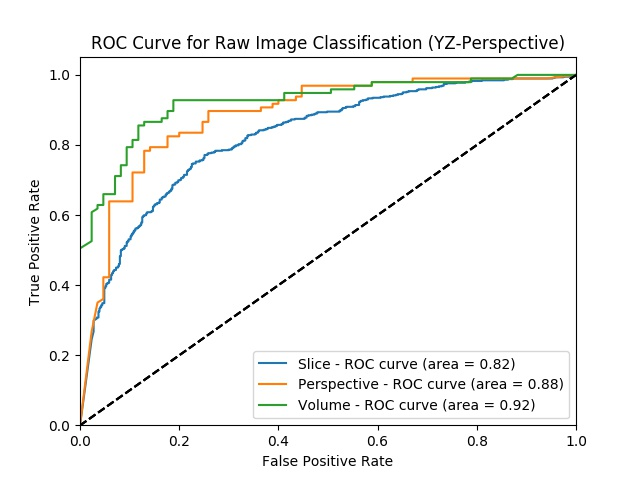 ROC Curve for Raw Image Classification (YZ-Perspective)
1.0
0.8
0.6
0.4
0.2
0.0
True Positive Rate
Slice - ROC curve (area = 0.82)
Perspective - ROC curve (area = 0.88)
Volume - ROC curve (area = 0.92)
0.0 0.2 0.4 0.6 0.8 1.0
False Positive Rate